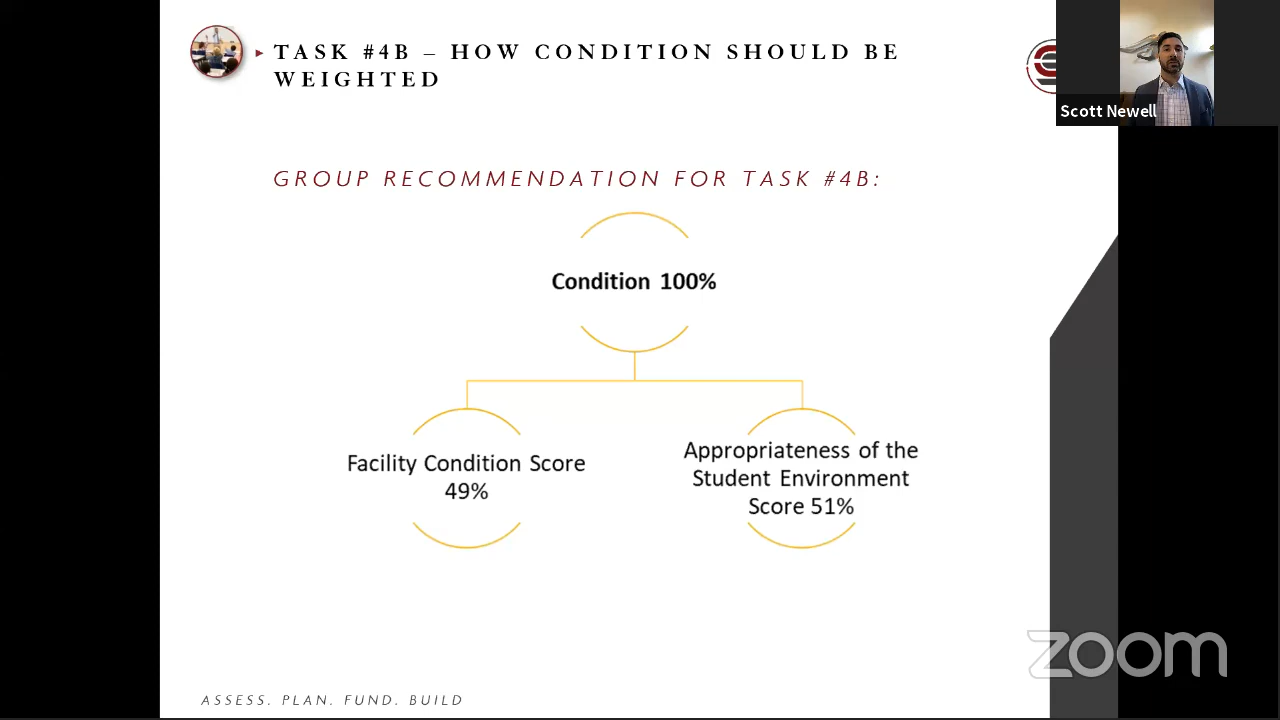 TASK #4B – HOW CONDITION SHOULD BE
WEIGHTED
Scott Newell
GROUP RECOMMENDATION FOR TASK #4B:
Condition 100%
Facility Condition Score
49%
Appropriateness of the
Student Environment
Score 51%
zoom
ASSESS. PLAN. FUND. BUILD